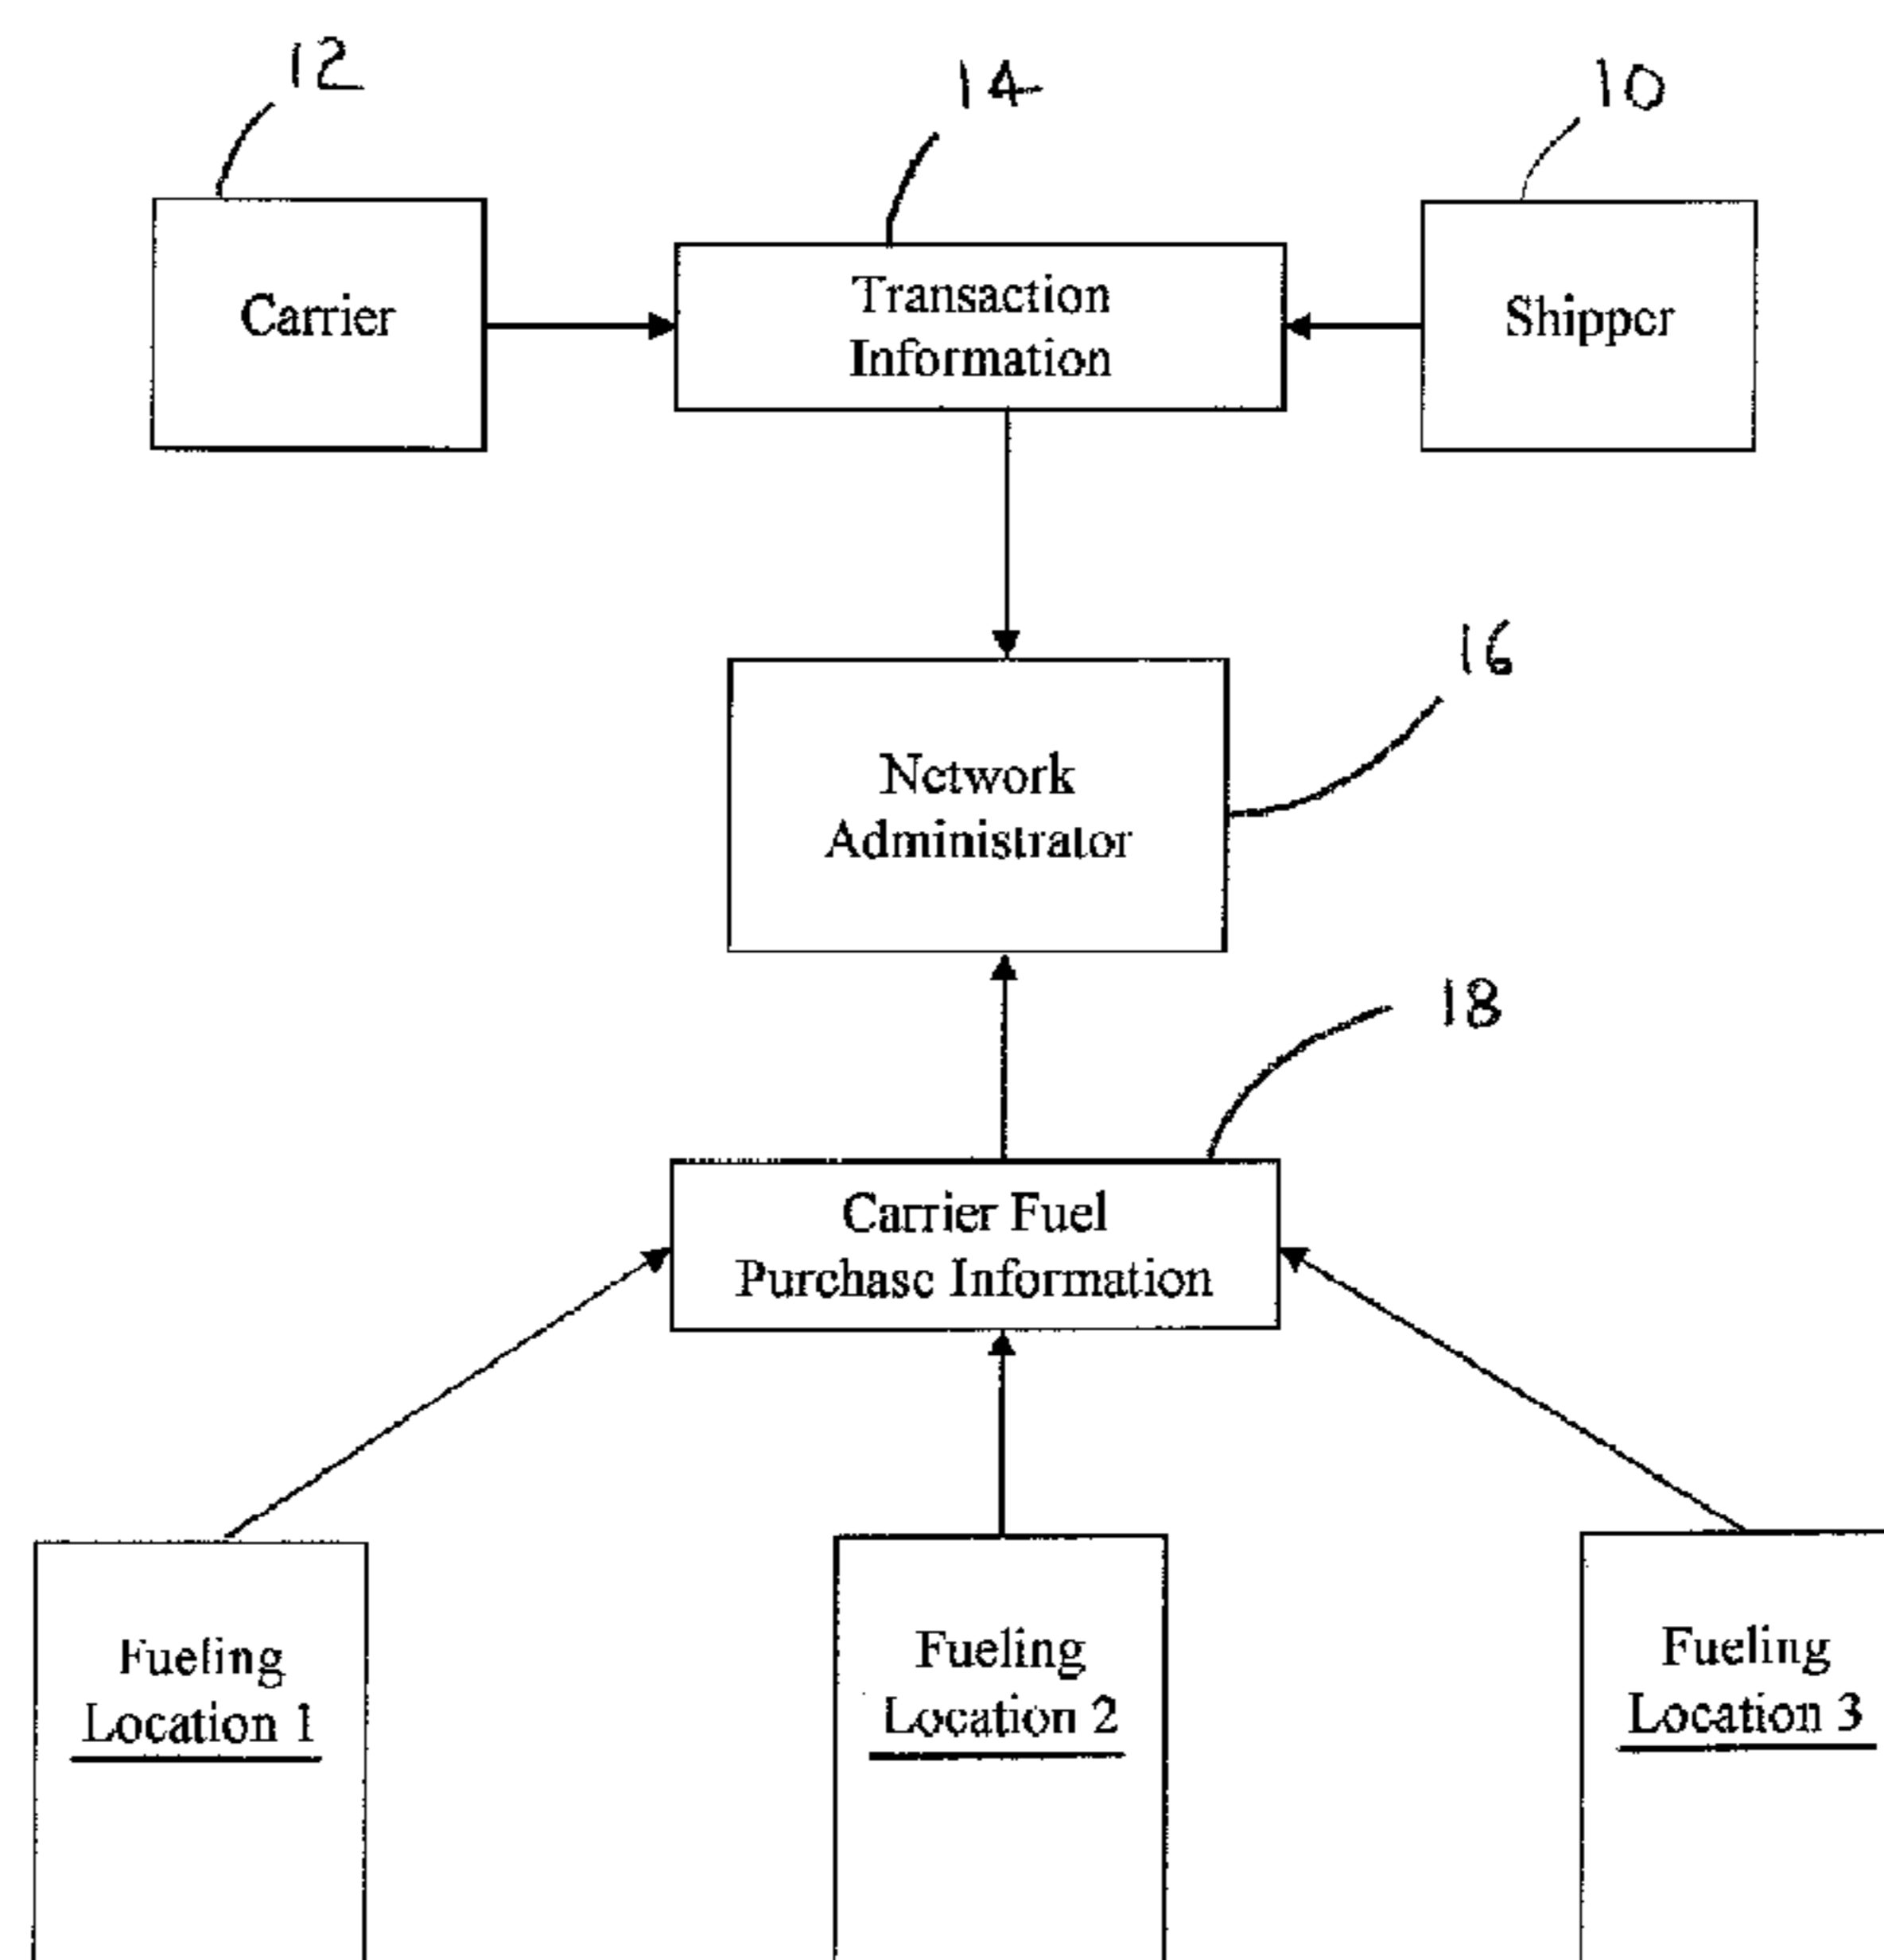 12
14
10
Carrier
Transaction
Information
Shipper
16
Network
Administrator
18
Carrier Fuel
Purchase Information
Fueling
Location 1
Fueling
Location 2
Fueling
Location 3